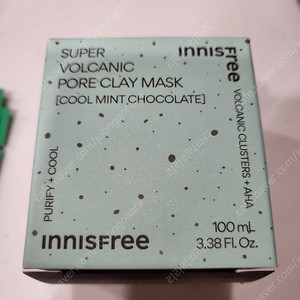 SUPER
VOLCANIC
PORE CLAY MASK
[COOL MINT CHOCOLATE]
INNISFree
VOLCANIC CLUSTERS + AHA
PURIFY + COOL
100 mL
3.38 Fl. Oz.
INNISFree